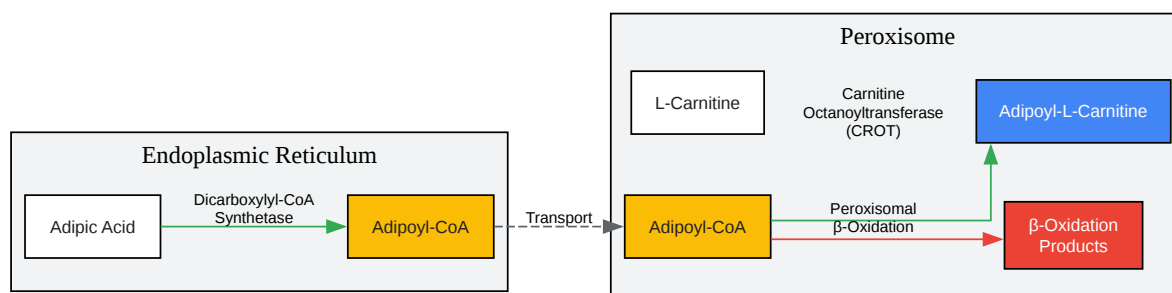 Peroxisome
L-Carnitine
Carnitine
Octanoyltransferase
(CROT)
Adipoyl-L-Carnitine
Endoplasmic Reticulum
Adipic Acid
Dicarboxylyl-CoA
Synthetase
Adipoyl-CoA
Transport
Adipoyl-CoA
Peroxisomal
β-Oxidation
β-Oxidation
Products